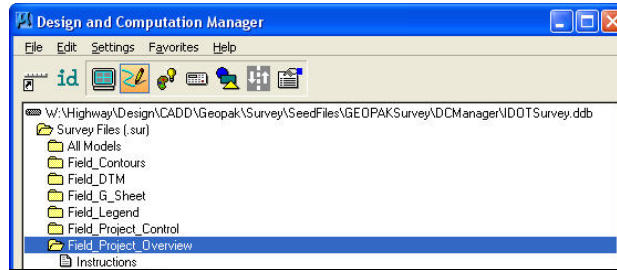 Design and Computation Manager
File Edit Settings Favorites Help
id
W:\Highway\Design\CADD\Geopak\Survey\SeedFiles\GEOPAKSurvey\DCManager\IDOTSurvey.ddb
Survey Files (.sur)
All Models
Field_Contours
Field_DTM
Field_G_Sheet
Field_Legend
Field_Project_Control
Field_Project_Overview
Instructions